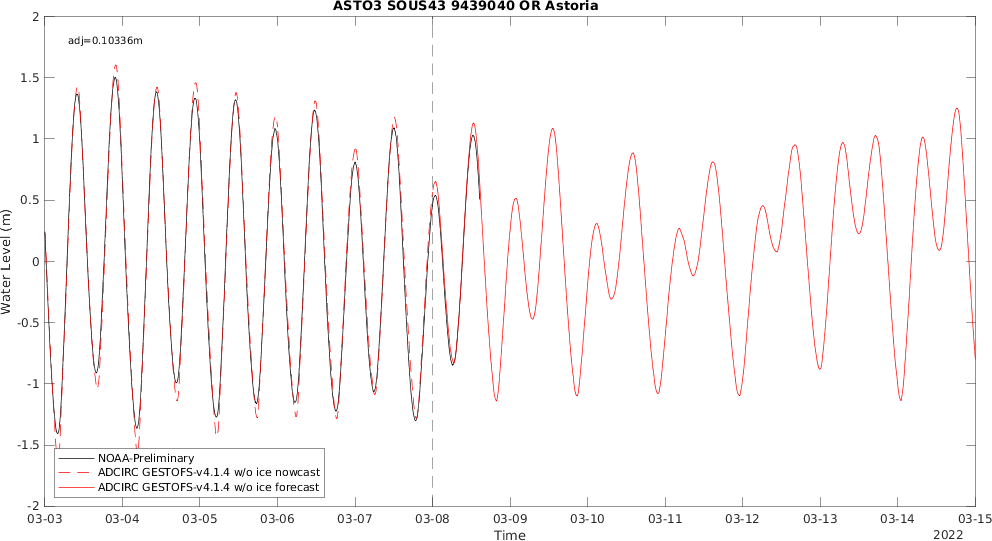 ASTO3 SOUS43 9439040 OR Astoria
adj=0.10336m
2
1.5
1
0.5
0
-0.5
-1
-1.5
-2
Water Level (m)
NOAA-Preliminary
ADCIRC GESTOFS-v4.1.4 w/o ice nowcast
ADCIRC GESTOFS-v4.1.4 w/o ice forecast
03-03 03-04 03-05 03-06 03-07 03-08 03-09 03-10 03-11 03-12 03-13 03-14 03-15
Time
2022